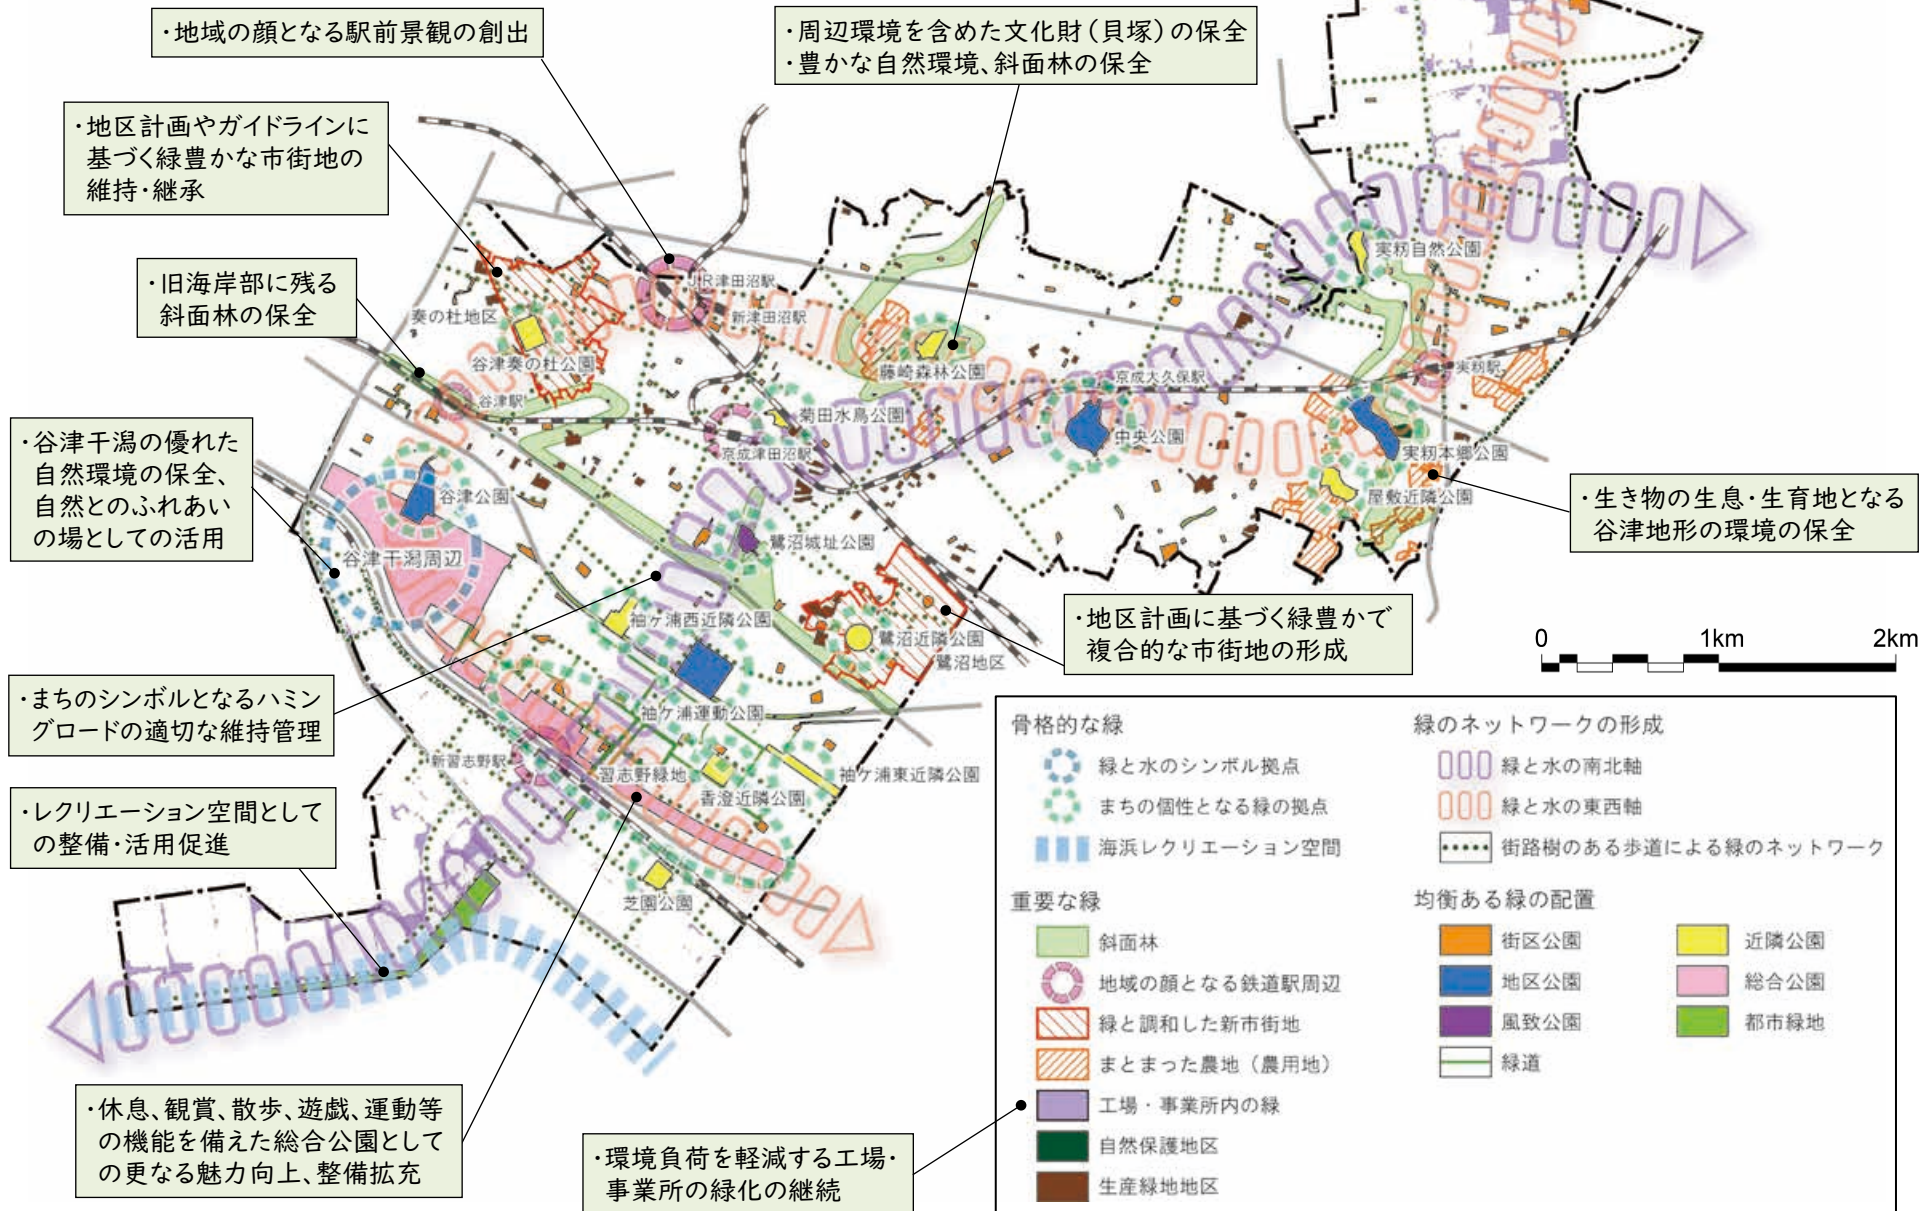 ・地域の顔となる駅前景観の創出
・周辺環境を含めた文化財(貝塚)の保全
・豊かな自然環境、斜面林の保全
・地区計画やガイドラインに
基づく緑豊かな市街地の
維持・継承
・旧海岸部に残る
斜面林の保全
・谷津干潟の優れた
自然環境の保全、
自然とのふれあい
の場としての活用
・まちのシンボルとなるハミン
グロードの適切な維持管理
・レクリエーション空間として
の整備・活用促進
・休息、観賞、散歩、遊戯、運動等
の機能を備えた総合公園として
の更なる魅力向上、整備拡充
・環境負荷を軽減する工場・
事業所の緑化の継続
・地区計画に基づく緑豊かで
複合的な市街地の形成
・生き物の生息・生育地となる
谷津地形の環境の保全
JR津田沼駅
新津田沼駅
奏の杜地区
谷津奏の杜公園
谷津駅
藤崎森林公園
菊田水鳥公園
京成津田沼駅
京成大久保駅
中央公園
実籾自然公園
実籾駅
実籾本郷公園
屋敷近隣公園
谷津公園
谷津干潟周辺
鷺沼城址公園
袖ケ浦西近隣公園
鷺沼近隣公園
鷺沼地区
袖ケ浦運動公園
新習志野駅
習志野緑地
香澄近隣公園
袖ケ浦東近隣公園
芝園公園
0 1km 2km
骨格的な緑
緑と水のシンボル拠点
まちの個性となる緑の拠点
海浜レクリエーション空間
緑のネットワークの形成
緑と水の南北軸
緑と水の東西軸
街路樹のある歩道による緑のネットワーク
重要な緑
斜面林
地域の顔となる鉄道駅周辺
緑と調和した新市街地
まとまった農地(農用地)
工場・事業所内の緑
自然保護地区
生産緑地地区
均衡ある緑の配置
街区公園
近隣公園
地区公園
総合公園
風致公園
都市緑地
緑道